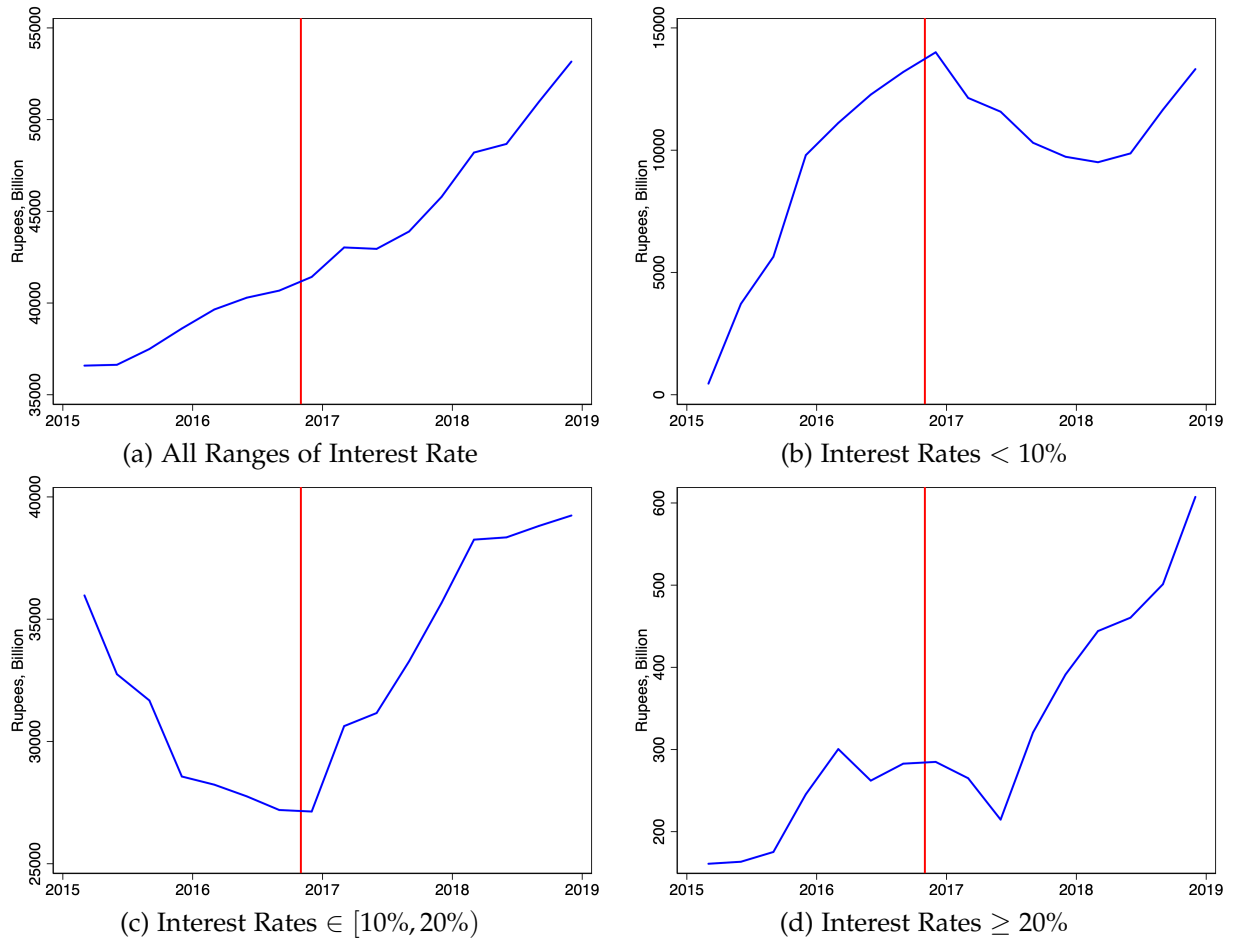 Rupees, Billion
55000
50000
45000
40000
35000
2015 2016 2017 2018 2019
(a) All Ranges of Interest Rate
Rupees, Billion
15000
10000
5000
0
2015 2016 2017 2018 2019
(b) Interest Rates < 10%
Rupees, Billion
40000
35000
30000
25000
2015 2016 2017 2018 2019
(c) Interest Rates ∈ [10%, 20%)
Rupees, Billion
600
500
400
300
200
2015 2016 2017 2018 2019
(d) Interest Rates ≥ 20%